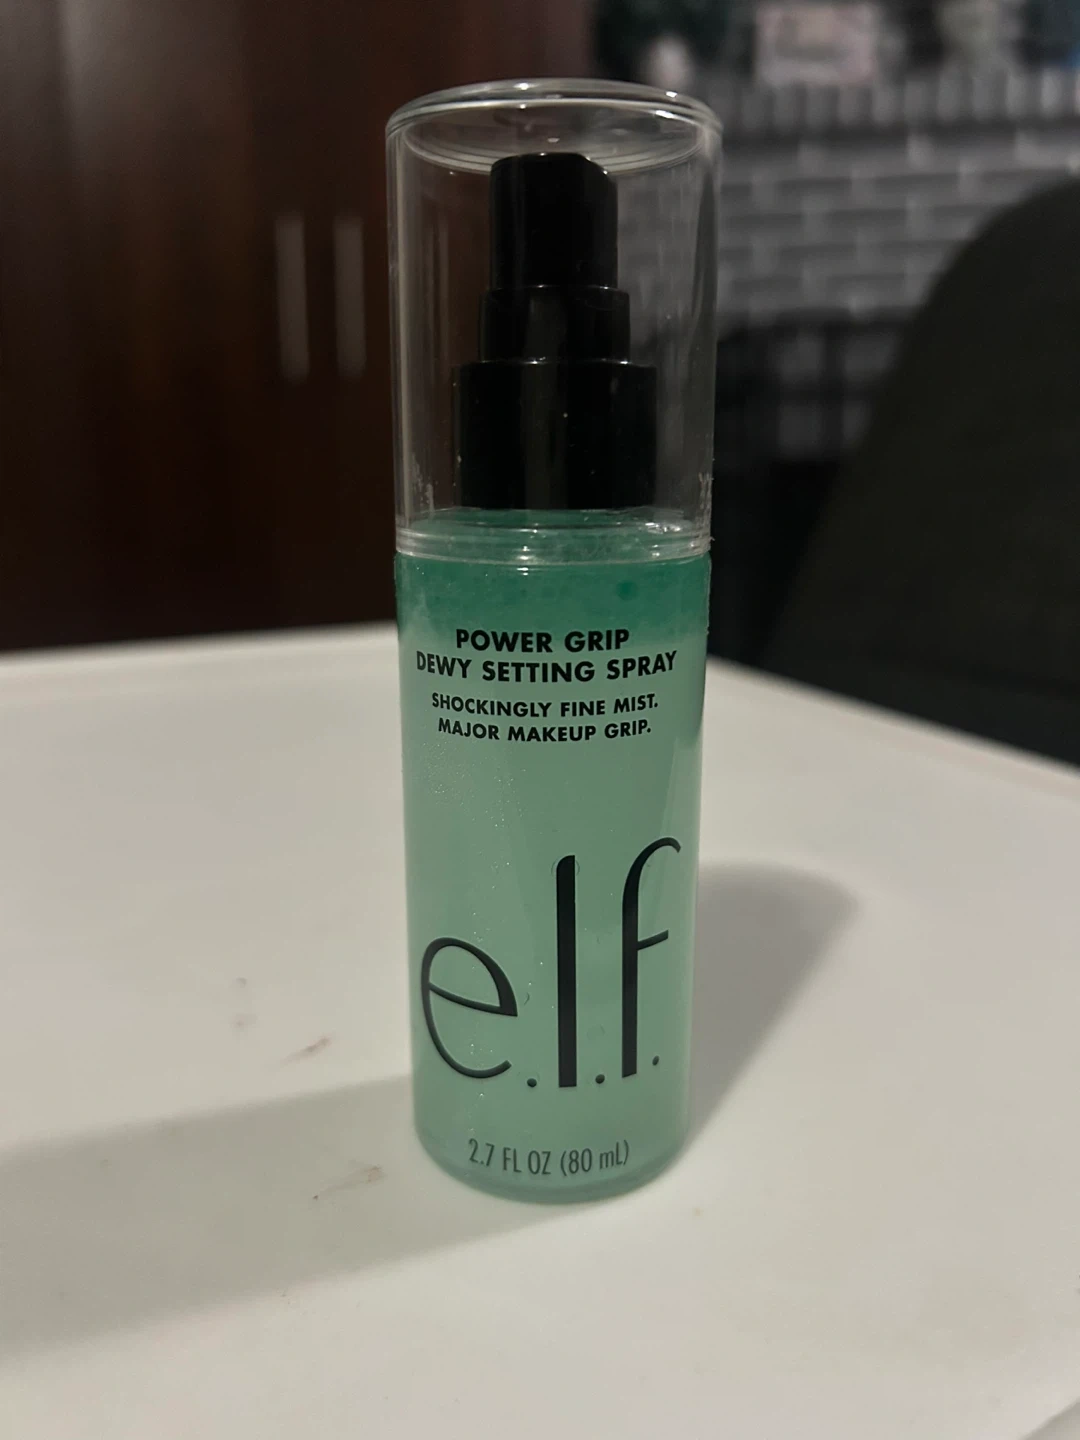 POWER GRIP
DEWY SETTING SPRAY
SHOCKINGLY FINE MIST.
MAJOR MAKEUP GRIP.
e.l.f.
2.7 FL OZ (80 mL)